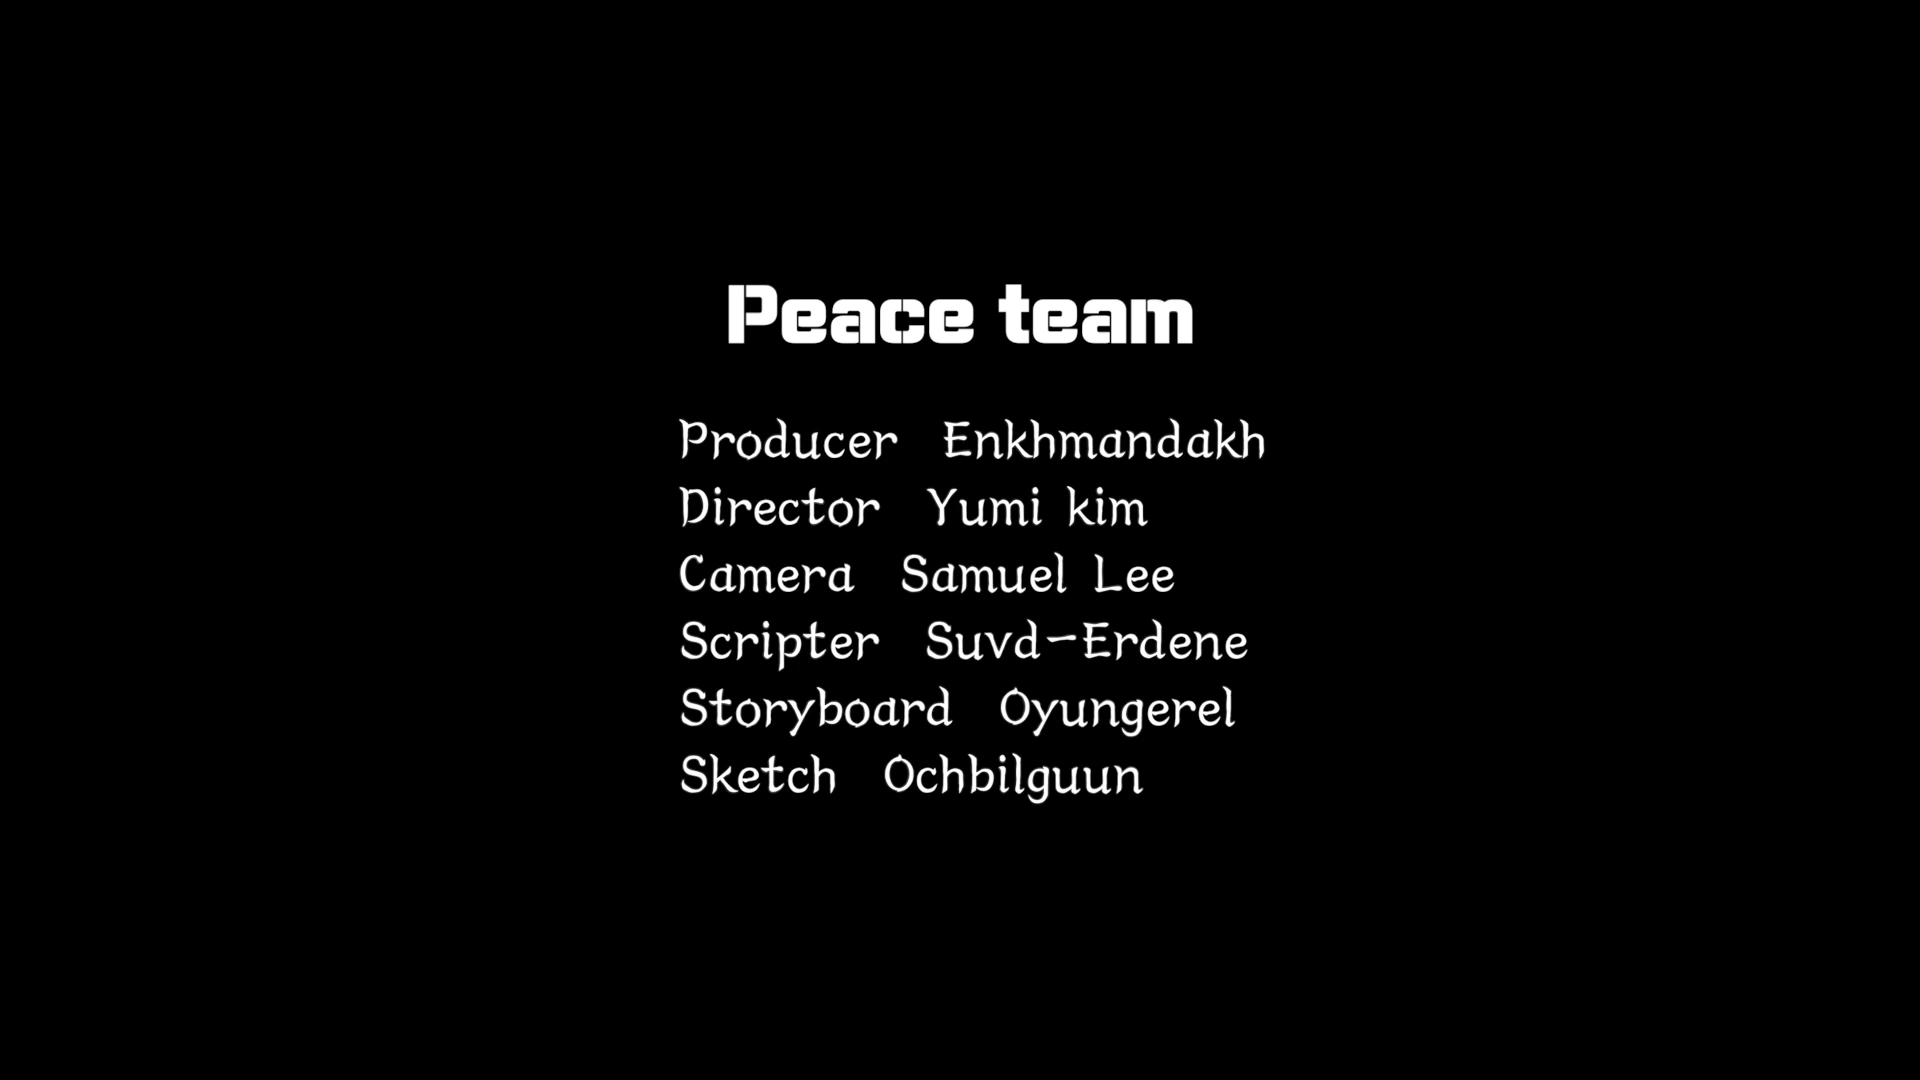 Peace team
Producer Enkhmandakh
Director Yumi kim
Camera Samuel Lee
Scripter Suvd-Erdene
Storyboard Oyungerel
Sketch Ochbilguun